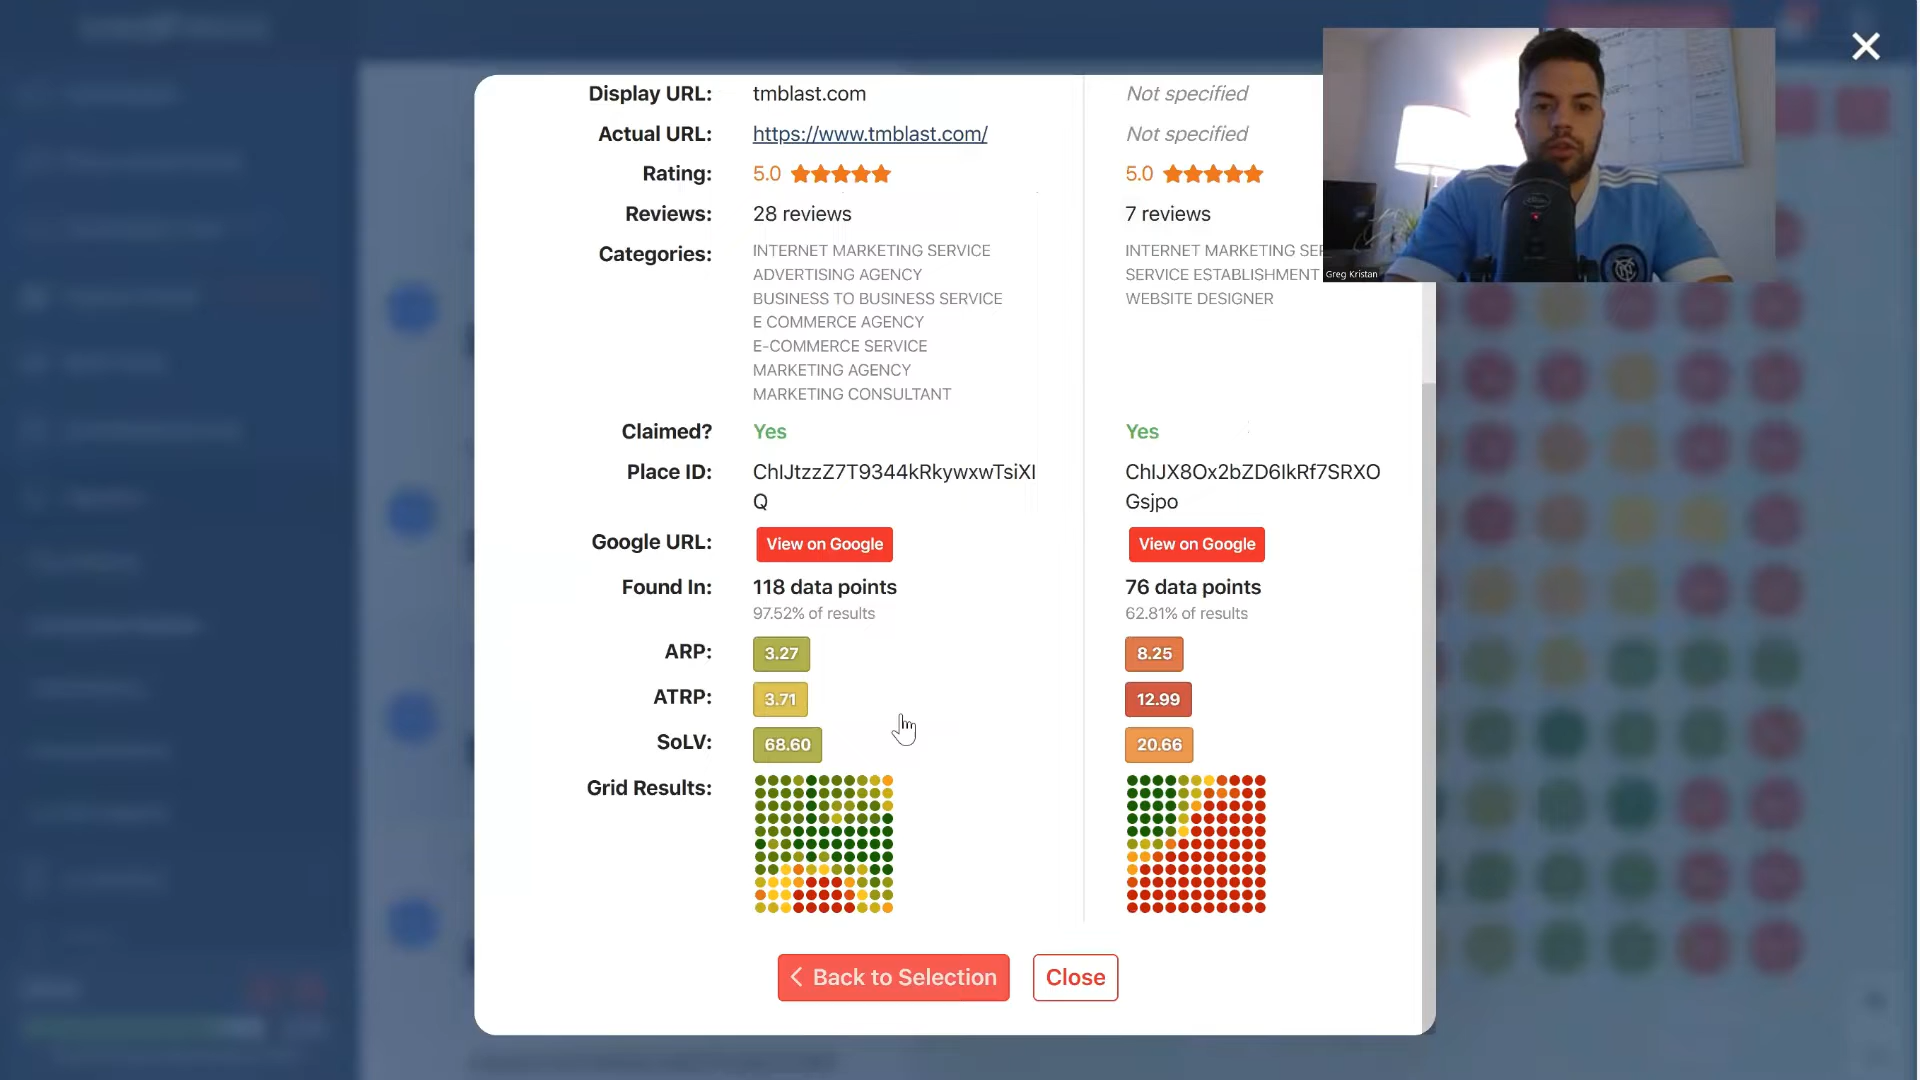 Display URL: tmblast.com Not specified
Actual URL: https://www.tmblast.com/ Not specified
Rating: 5.0 5.0
Reviews: 28 reviews 7 reviews
Categories: INTERNET MARKETING SERVICE INTERNET MARKETING
ADVERTISING AGENCY SERVICE ESTABLISHMENT
BUSINESS TO BUSINESS SERVICE WEBSITE DESIGNER
E COMMERCE AGENCY
E-COMMERCE SERVICE
MARKETING AGENCY
MARKETING CONSULTANT
Greg Kristan
Claimed? Yes Yes
Place ID: ChIJtzzZ7T9344kRkywxwTsiXI ChIJX8Ox2bZD6IkRf7SRXO
Q Gsjpo
Google URL: View on Google View on Google
Found In: 118 data points 76 data points
97.52% of results 62.81% of results
ARP: 3.27 8.25
ATRP: 3.71 12.99
SoLV: 68.60 20.66
Grid Results:
Back to Selection Close